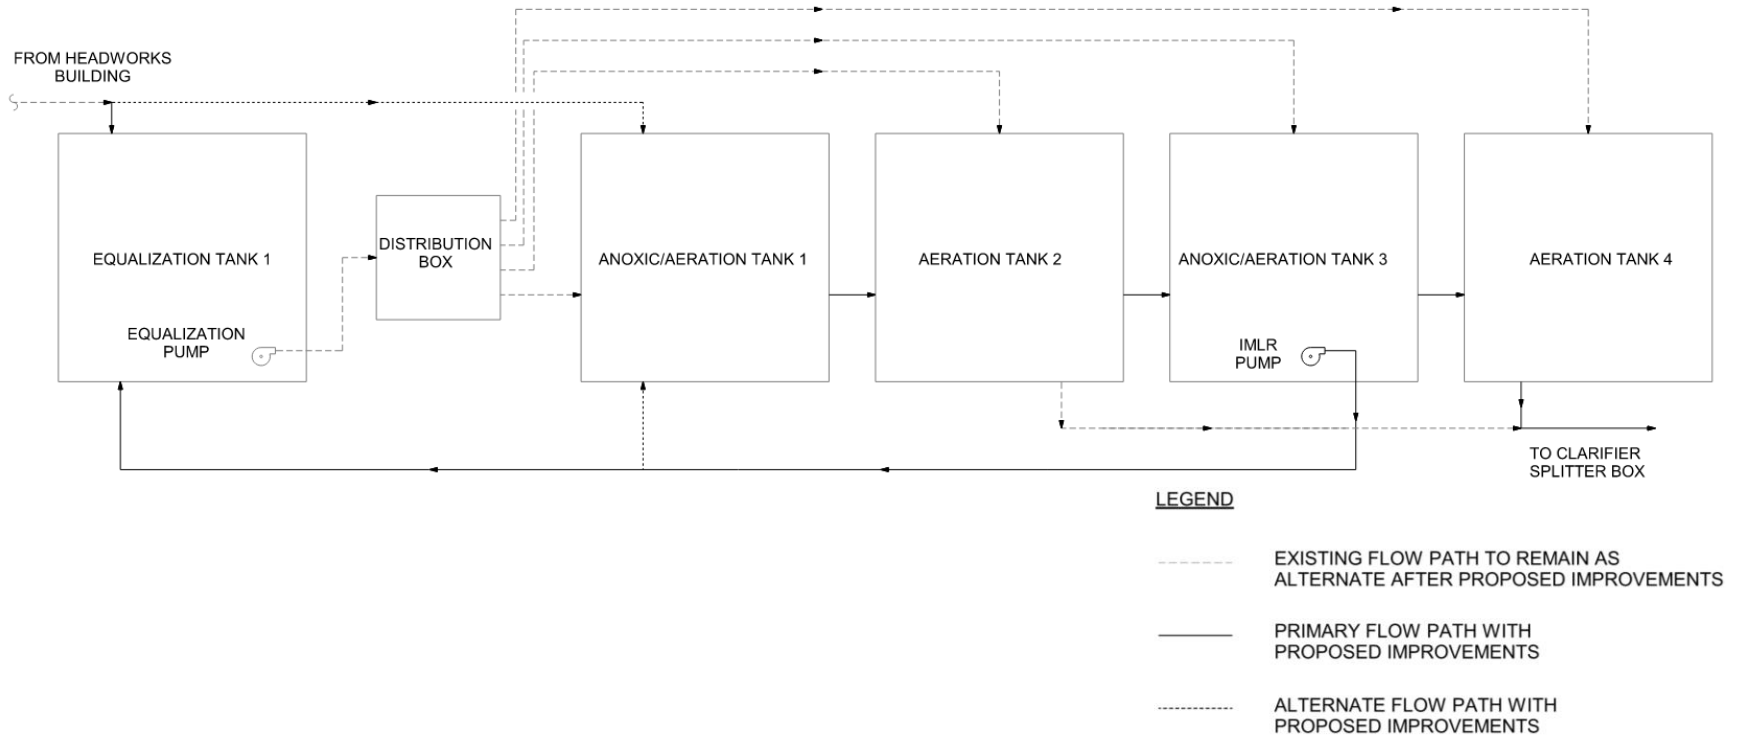 FROM HEADWORKS
BUILDING
EQUALIZATION TANK 1
EQUALIZATION
PUMP
DISTRIBUTION
BOX
ANOXIC/AERATION TANK 1
AERATION TANK 2
ANOXIC/AERATION TANK 3
IMLR
PUMP
AERATION TANK 4
TO CLARIFIER
SPLITTER BOX
LEGEND
EXISTING FLOW PATH TO REMAIN AS
ALTERNATE AFTER PROPOSED IMPROVEMENTS
PRIMARY FLOW PATH WITH
PROPOSED IMPROVEMENTS
ALTERNATE FLOW PATH WITH
PROPOSED IMPROVEMENTS